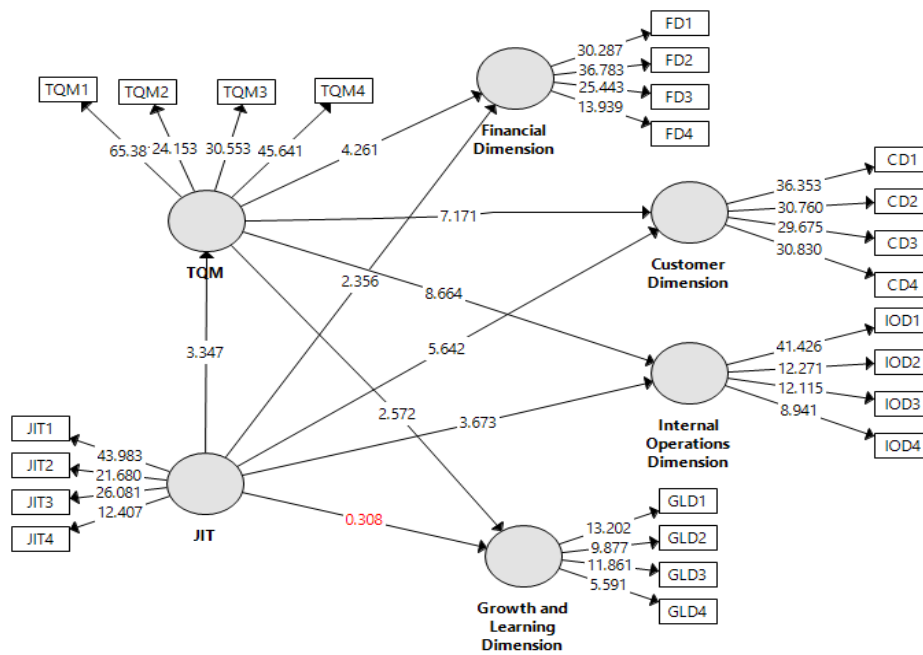 FD1
30.287
FD2
36.783
25.443
FD3
13.939
FD4
Financial
Dimension
TQM1
TQM2
TQM3
TQM4
65.38
24.153
30.553
45.641
4.261
TQM
7.171
2.356
8.664
5.642
3.347
2.572
3.673
0.308
CD1
36.353
CD2
30.760
29.675
CD3
30.830
CD4
Customer
Dimension
IOD1
41.426
IOD2
12.271
12.115
IOD3
8.941
IOD4
Internal
Operations
Dimension
JIT1
43.983
JIT2
21.680
26.081
JIT3
12.407
JIT4
JIT
GLD1
13.202
GLD2
9.877
11.861
GLD3
5.591
GLD4
Growth and
Learning
Dimension